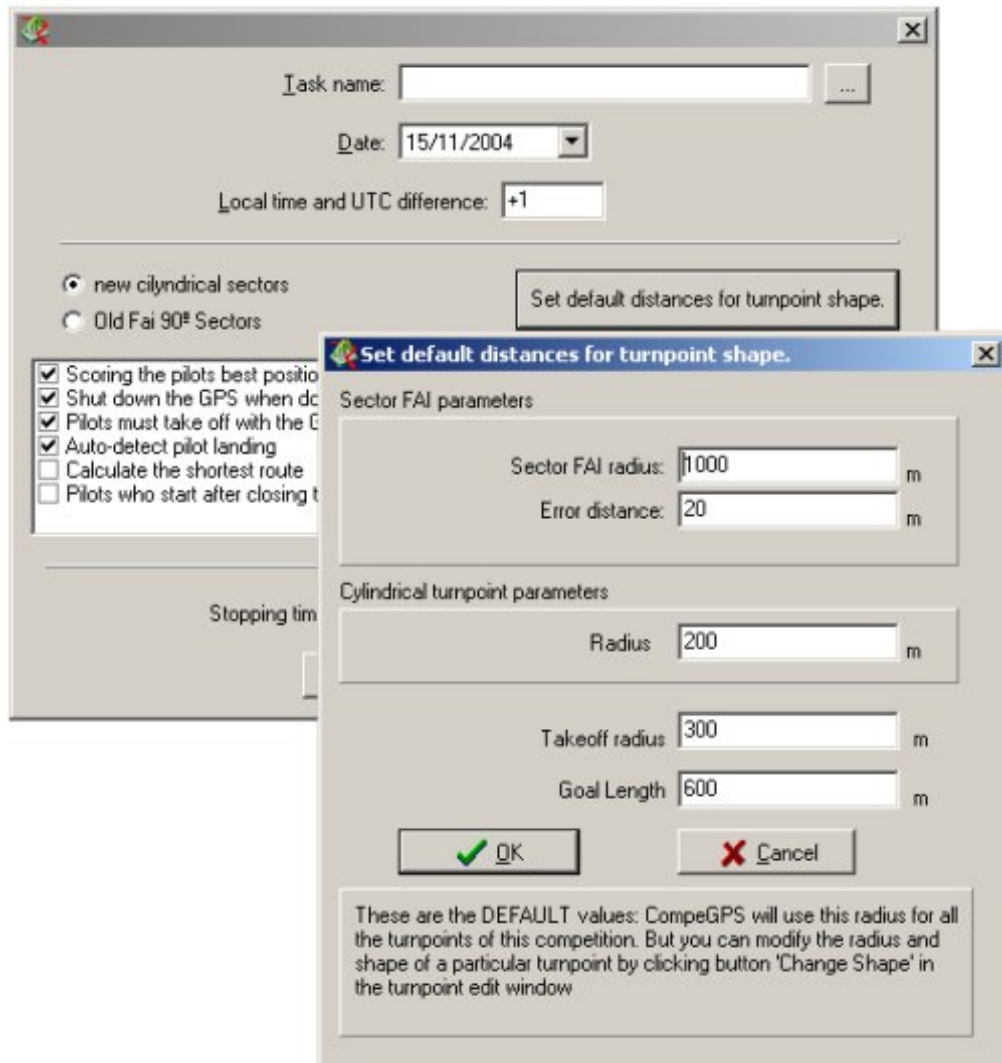 Task name:
...
Date: 15/11/2004
Local time and UTC difference: +1
new cilyndrical sectors
Old Fai 90º Sectors
Set default distances for turnpoint shape.
Scoring the pilots best positio
Shut down the GPS when do
Pilots must take off with the G
Auto-detect pilot landing
Calculate the shortest route
Pilots who start after closing t
Stopping tim
Set default distances for turnpoint shape.
Sector FAI parameters
Sector FAI radius: 1000 m
Error distance: 20 m
Cylindrical turnpoint parameters
Radius 200 m
Takeoff radius 300 m
Goal Length 600 m
OK
Cancel
These are the DEFAULT values: CompeGPS will use this radius for all
the turnpoints of this competition. But you can modify the radius and
shape of a particular turnpoint by clicking button 'Change Shape' in
the turnpoint edit window